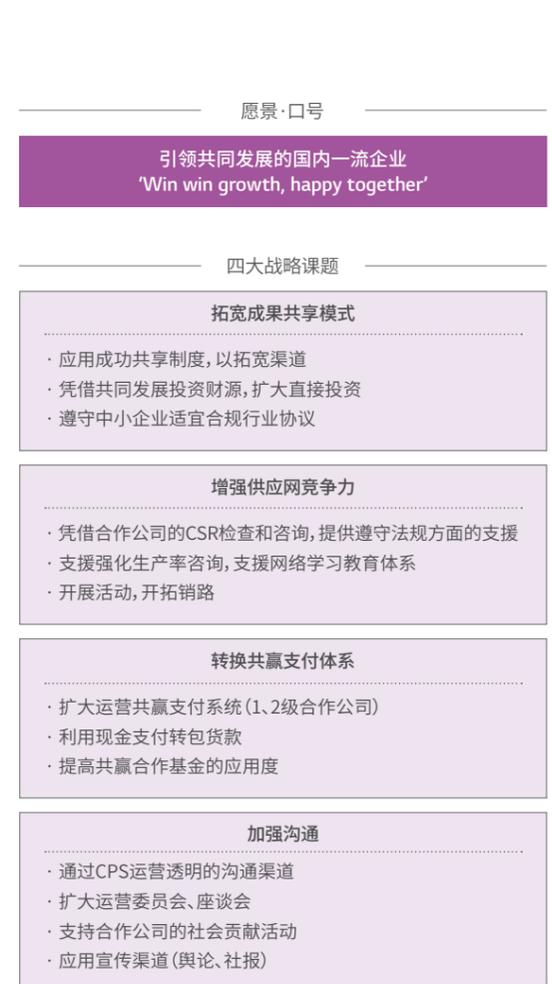 愿景·口号
引领共同发展的国内一流企业
‘Win win growth, happy together’
四大战略课题
拓宽成果共享模式
· 应用成功共享制度，以拓宽渠道
· 凭借共同发展投资财源，扩大直接投资
· 遵守中小企业适宜合规行业协议
增强供应网竞争力
· 凭借合作公司的CSR检查和咨询，提供遵守法规方面的支援
· 支援强化生产率咨询，支援网络学习教育体系
· 开展活动，开拓销路
转换共赢支付体系
· 扩大运营共赢支付系统（1、2级合作公司）
· 利用现金支付转包货款
· 提高共赢合作基金的应用度
加强沟通
· 通过CPS运营透明的沟通渠道
· 扩大运营委员会、座谈会
· 支持合作公司的社会贡献活动
· 应用宣传渠道（舆论、社报）